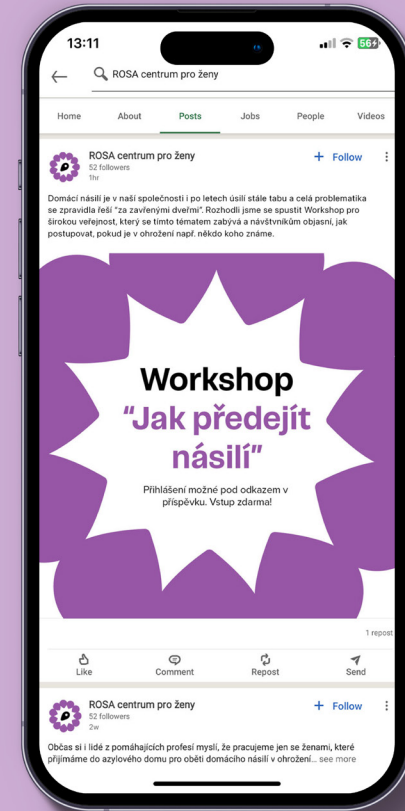 13:11
56
ROSA centrum pro ženy
Home About Posts Jobs People Videos
ROSA centrum pro ženy
+ Follow
52 followers
1hr
Domácí násilí je v naší společnosti i po letech úsilí stále tabu a celá problematika
se zpravidla řeší "za zavřenými dveřmi". Rozhodli jsme se spustit Workshop pro
širokou veřejnost, který se tímto tématem zabývá a návštvníkům objasní, jak
postupovat, pokud je v ohrožení např. někdo koho známe.
Workshop
“Jak předejít
násilí”
Přihlášení možné pod odkazem v
příspěvku. Vstup zdarma!
1 repost
Like Comment Repost Send
ROSA centrum pro ženy
+ Follow
52 followers
2w
Občas si i lidé z pomáhajících profesí myslí, že pracujeme jen se ženami, které
přijímáme do azylového domu pro oběti domácího násilí v ohrožení... see more